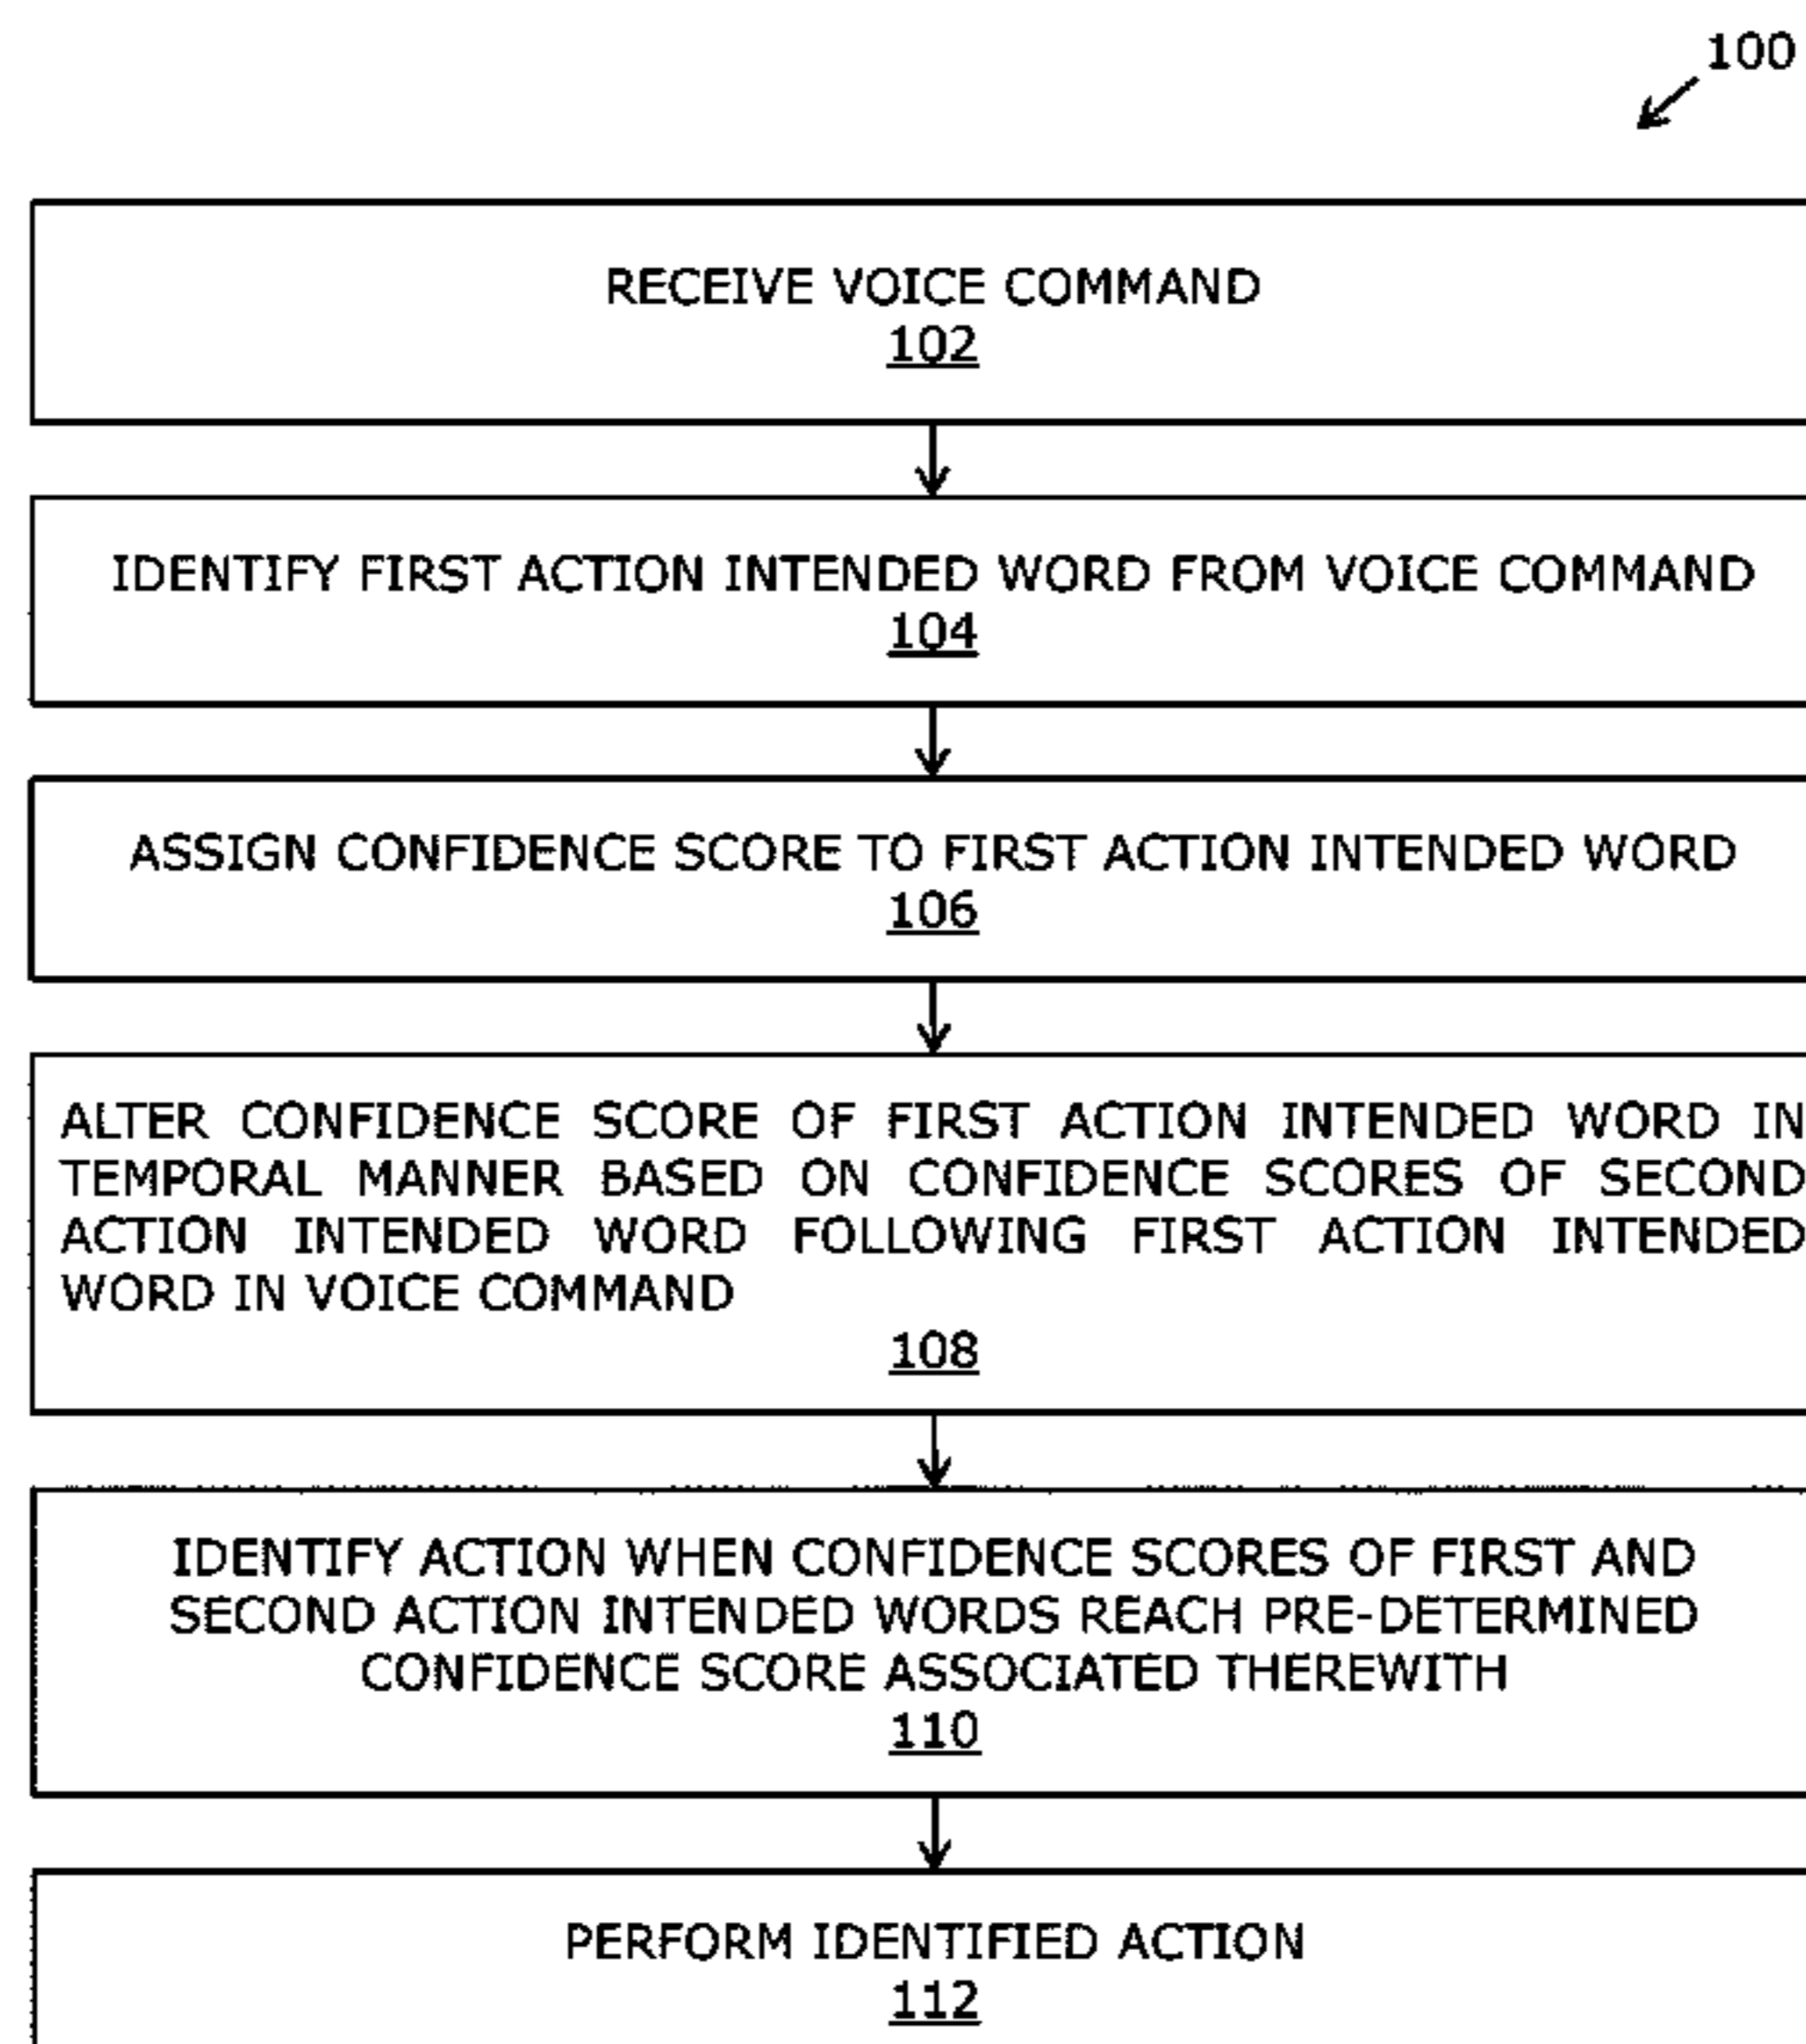 100
RECEIVE VOICE COMMAND
102
IDENTIFY FIRST ACTION INTENDED WORD FROM VOICE COMMAND
104
ASSIGN CONFIDENCE SCORE TO FIRST ACTION INTENDED WORD
106
ALTER CONFIDENCE SCORE OF FIRST ACTION INTENDED WORD IN
TEMPORAL MANNER BASED ON CONFIDENCE SCORES OF SECOND
ACTION INTENDED WORD FOLLOWING FIRST ACTION INTENDED
WORD IN VOICE COMMAND
108
IDENTIFY ACTION WHEN CONFIDENCE SCORES OF FIRST AND
SECOND ACTION INTENDED WORDS REACH PRE-DETERMINED
CONFIDENCE SCORE ASSOCIATED THEREWITH
110
PERFORM IDENTIFIED ACTION
112